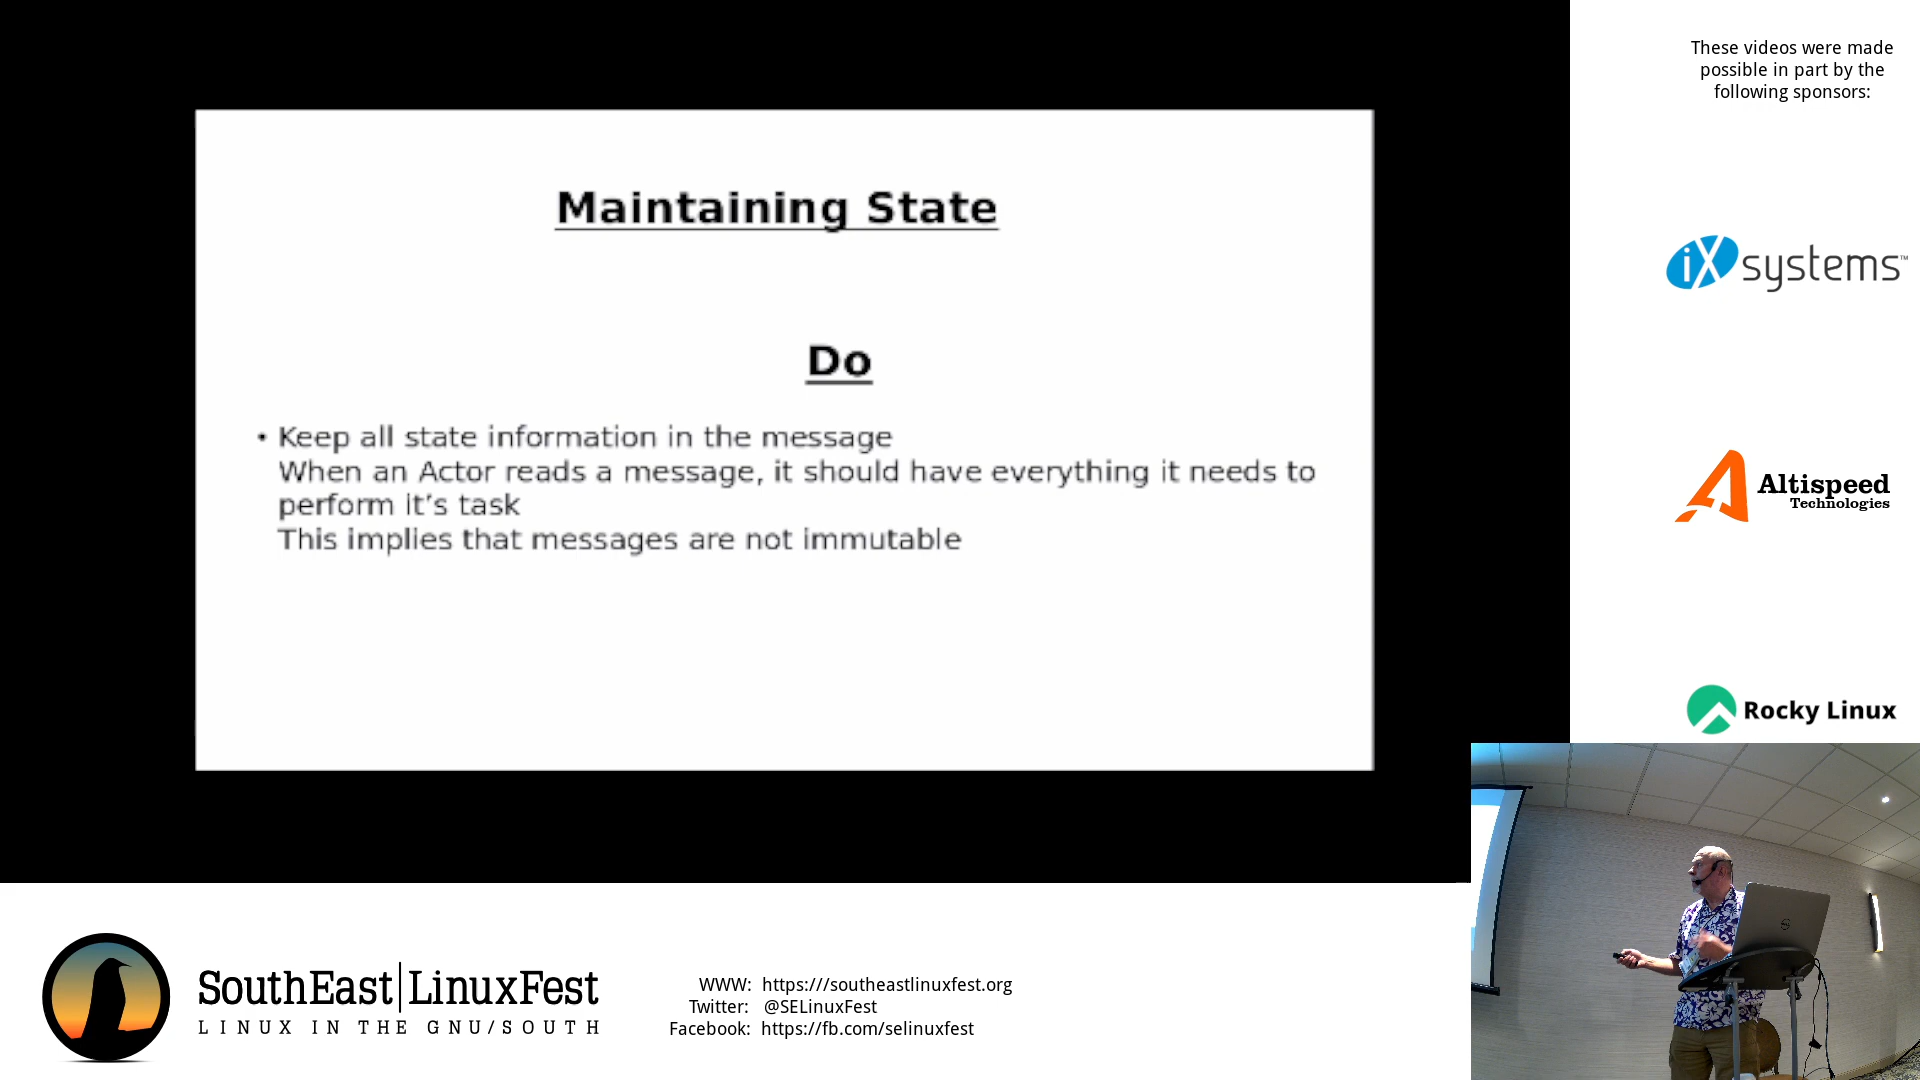 Maintaining State
Do
• Keep all state information in the message
When an Actor reads a message, it should have everything it needs to
perform it's task
This implies that messages are not immutable
These videos were made
possible in part by the
following sponsors:
iXsystems™
Altispeed
Technologies
Rocky Linux
SouthEast|LinuxFest
LINUX IN THE GNU/SOUTH
WWW: https:///southeastlinuxfest.org
Twitter: @SELinuxFest
Facebook: https://fb.com/selinuxfest